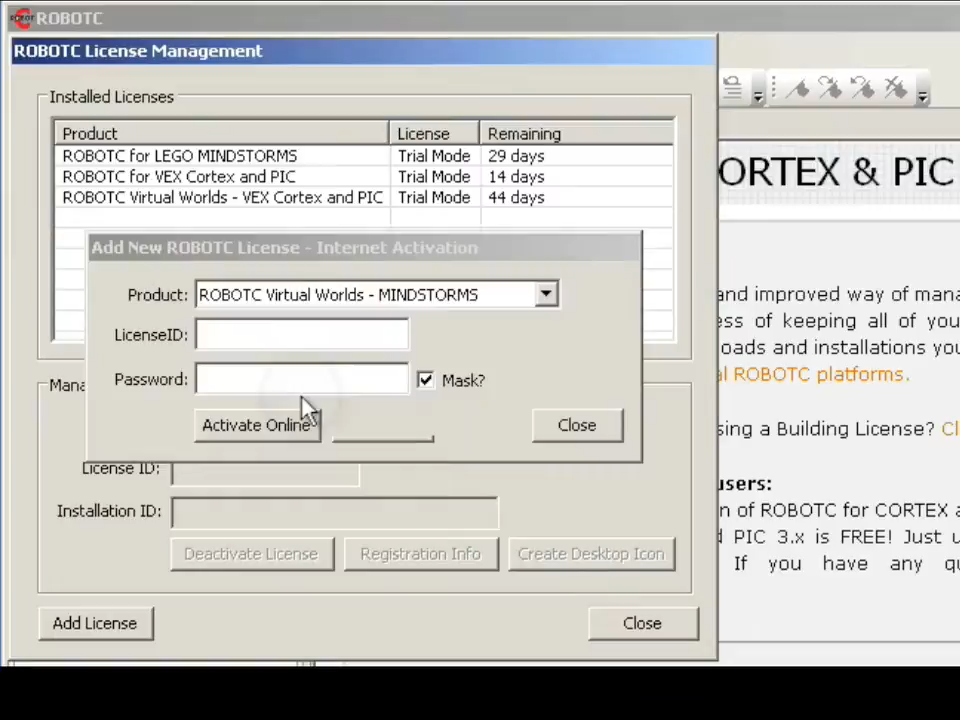 ROBOTC
ROBOTC License Management
Installed Licenses
Product License Remaining
ROBOTC for LEGO MINDSTORMS Trial Mode 29 days
ROBOTC for VEX Cortex and PIC Trial Mode 14 days
ROBOTC Virtual Worlds - VEX Cortex and PIC Trial Mode 44 days
ORTEX & PIC
Add New ROBOTC License - Internet Activation
Product: ROBOTC Virtual Worlds - MINDSTORMS
LicenseID:
Password: Mask?
Activate Online Close
Mana
License ID:
Installation ID:
Deactivate License Registration Info Create Desktop Icon
Add License Close
and improved way of mana
ess of keeping all of you
oads and installations you
al ROBOTC platforms.
sing a Building License? Cl
users:
n of ROBOTC for CORTEX a
d PIC 3.x is FREE! Just u
If you have any qu